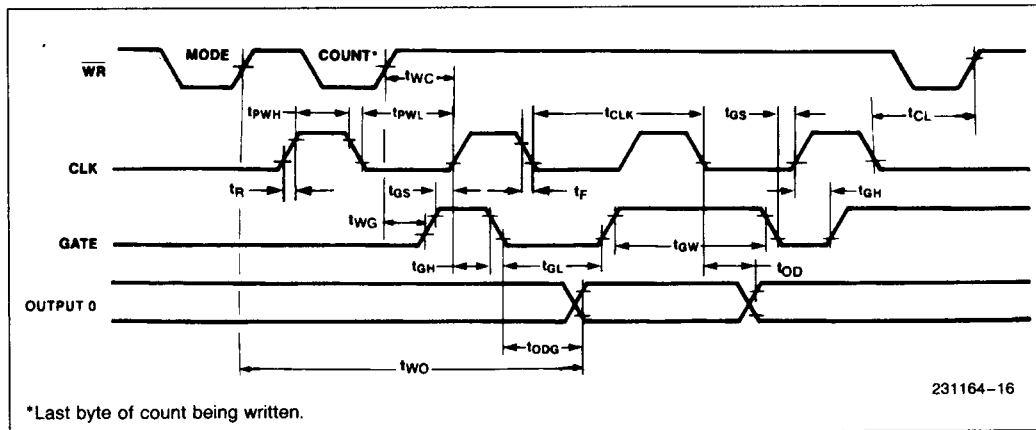 MODE COUNT*
WR
tWC
tPWH tPWL tCLK tGS tCL
CLK
tR tGS tF tGH
tWG
GATE
tGH tGL tGW tOD
OUTPUT 0
tODG
tWO
231164-16
*Last byte of count being written.